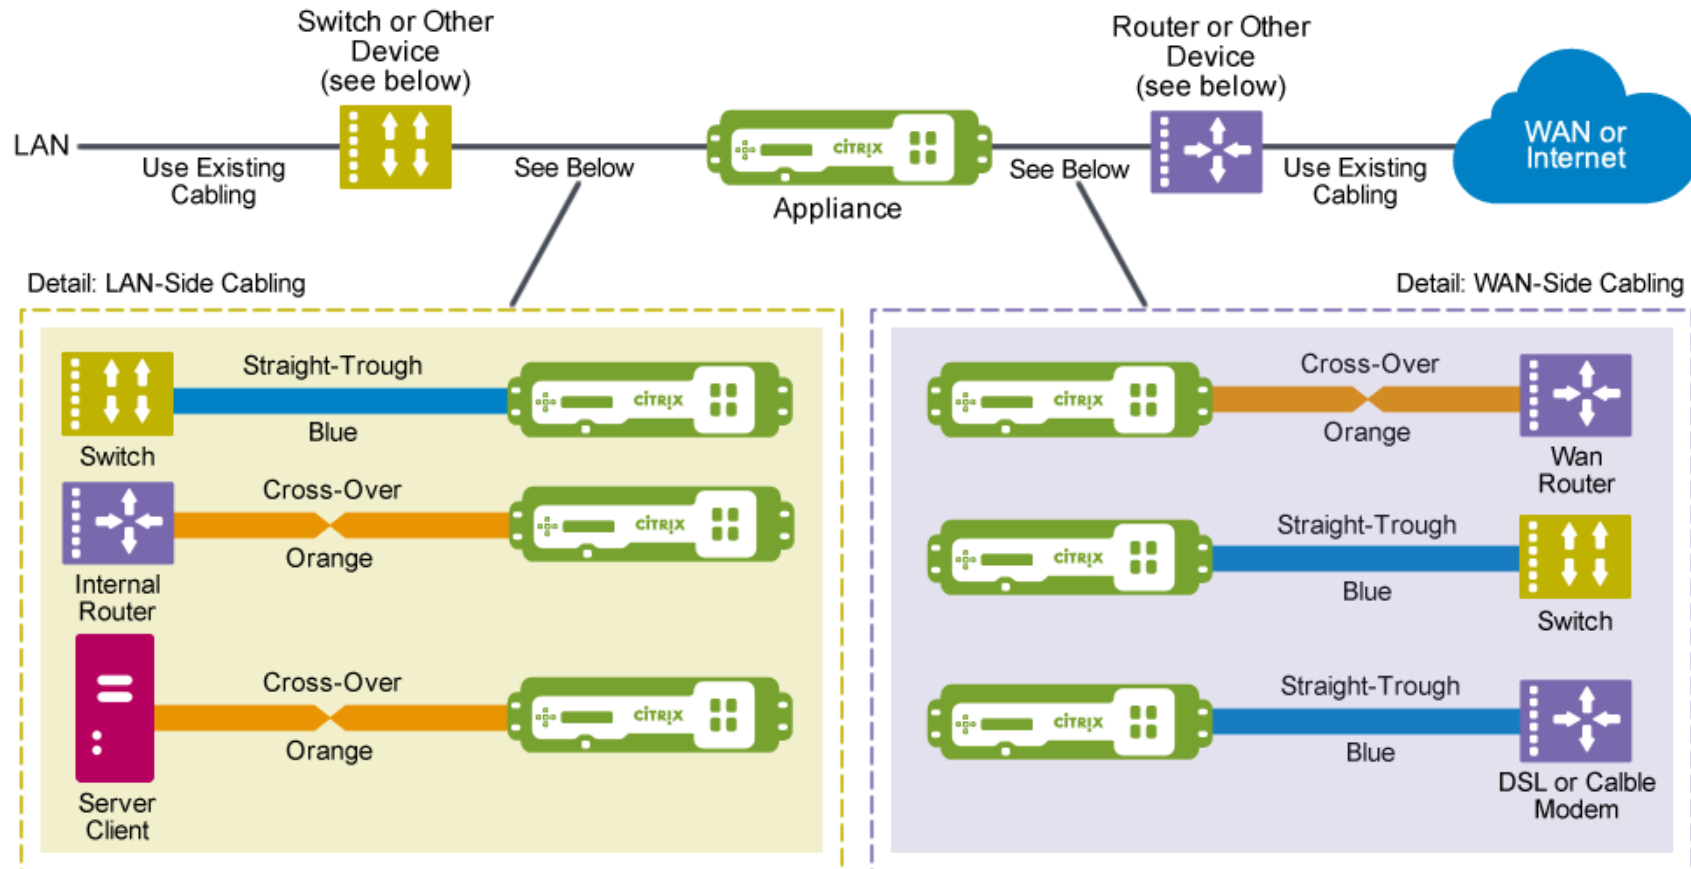 Switch or Other
Device
(see below)
Router or Other
Device
(see below)
LAN
Use Existing
Cabling
See Below
CiTRIX
Appliance
See Below
Use Existing
Cabling
WAN or
Internet
Detail: LAN-Side Cabling
Straight-Trough
Blue
CiTRIX
Switch
Cross-Over
Orange
CiTRIX
Internal
Router
Cross-Over
Orange
CiTRIX
Server
Client
Detail: WAN-Side Cabling
CiTRIX
Cross-Over
Orange
Wan
Router
CiTRIX
Straight-Trough
Blue
Switch
CiTRIX
Straight-Trough
Blue
DSL or Calble
Modem